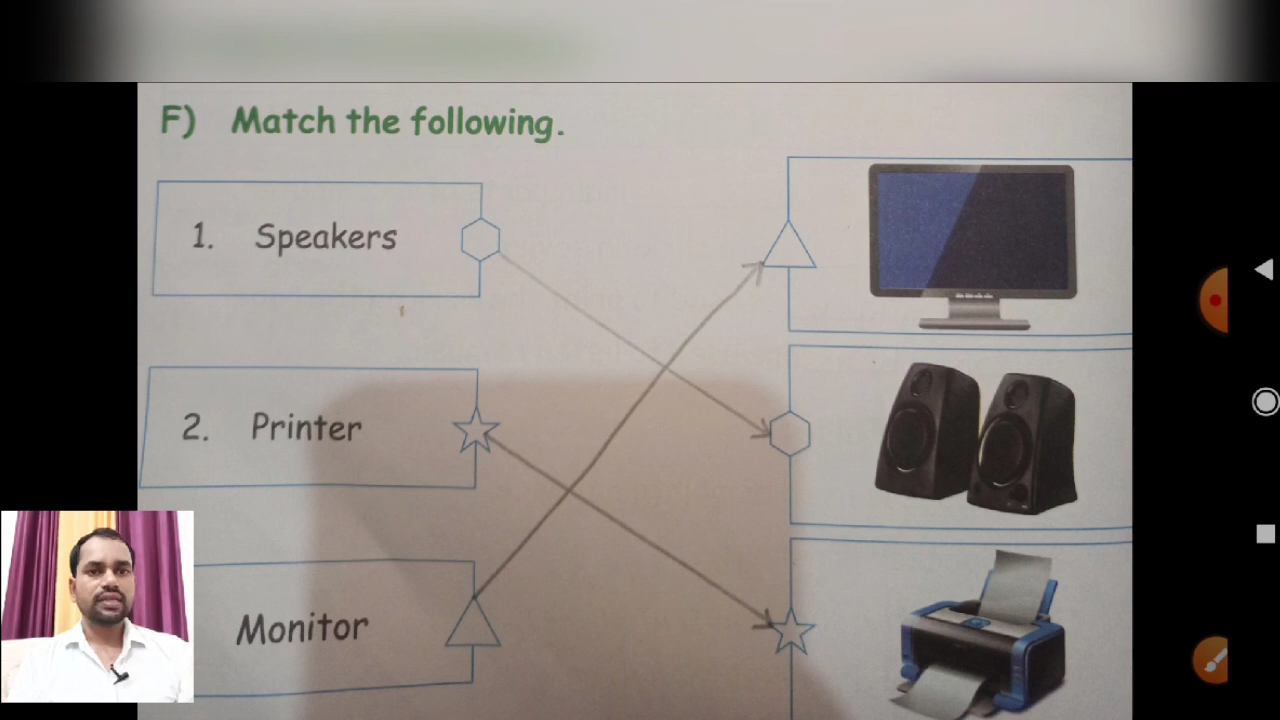 F) Match the following.
1. Speakers
2. Printer
Monitor